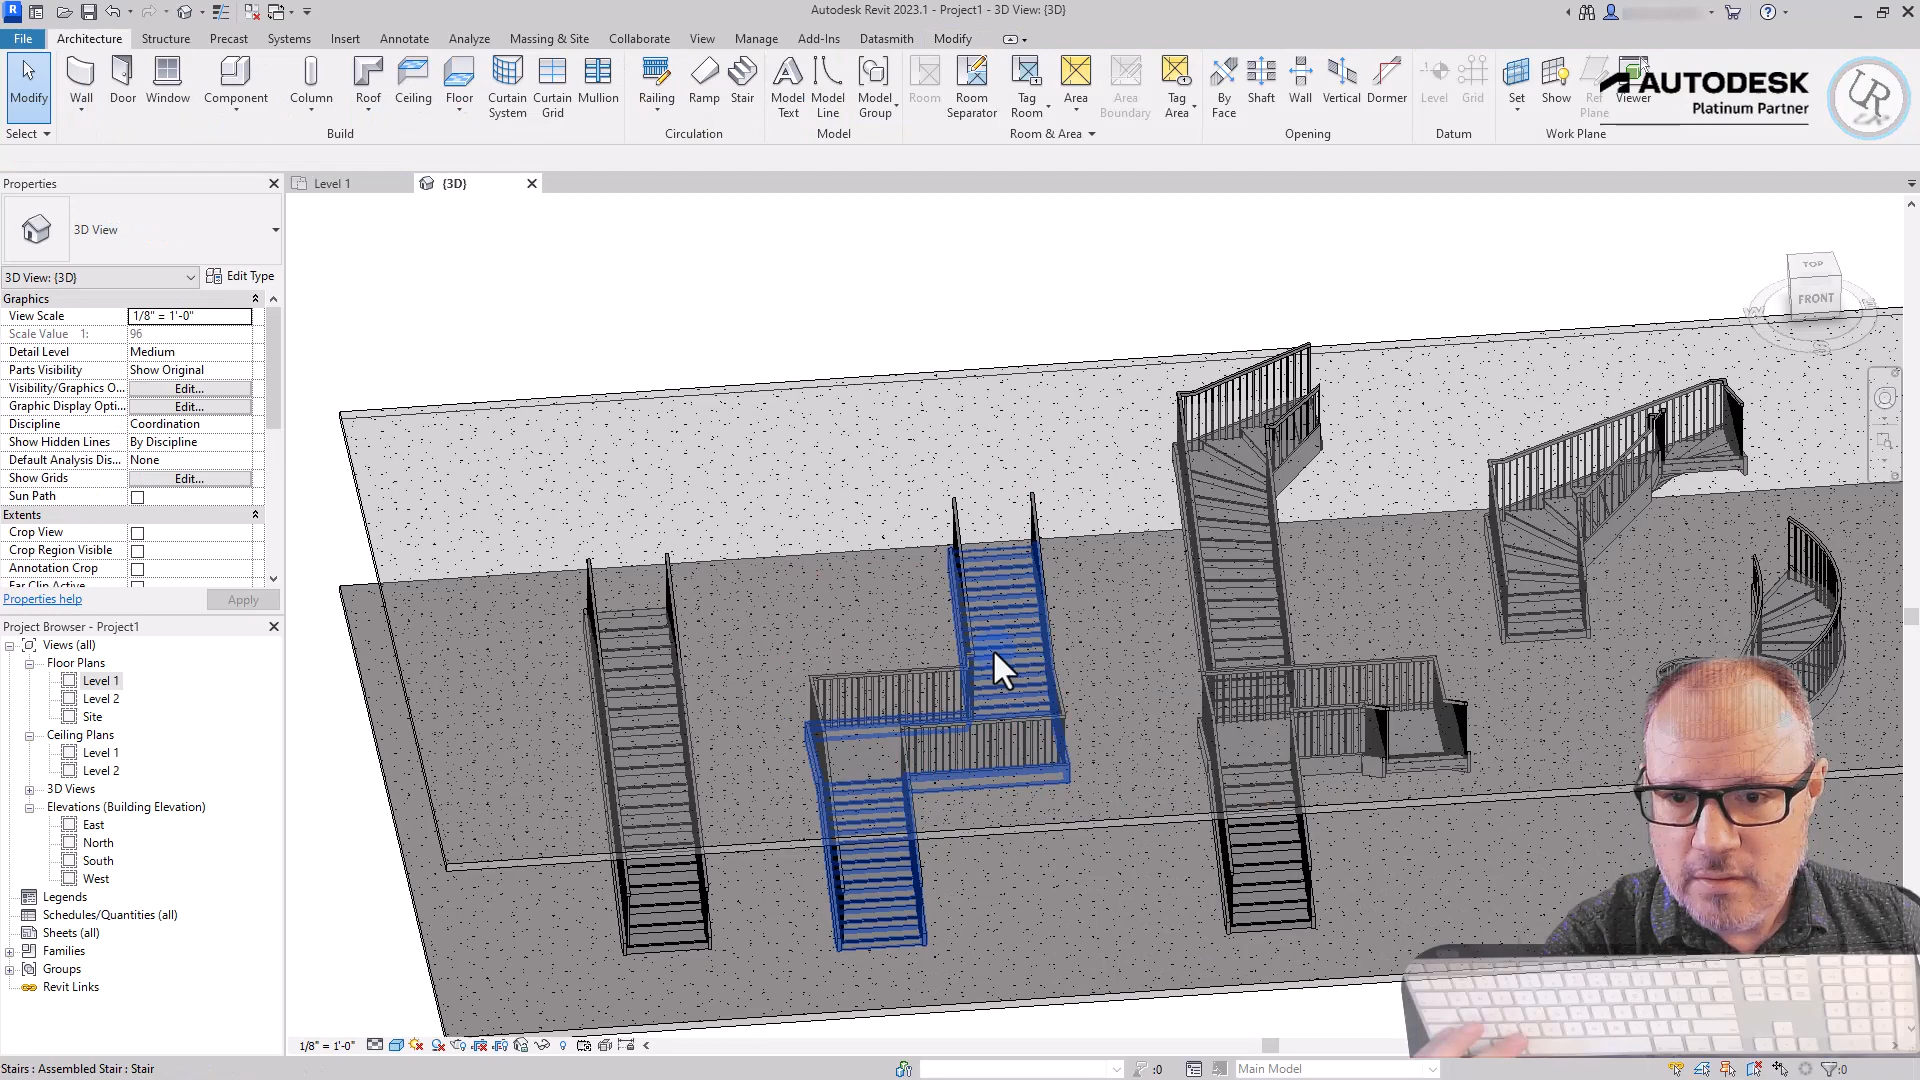 Autodesk Revit 2023.1 - Project1 - 3D View: {3D}
File Architecture Structure Precast Systems Insert Annotate Analyze Massing & Site Collaborate View Manage Add-Ins Datasmith Modify
Modify Wall Door Window Component Column Roof Ceiling Floor Curtain System Curtain Grid Mullion Railing Ramp Stair Model Text Model Line Model Group Room Room Separator Tag Room Area Area Boundary Tag Area By Face Shaft Wall Vertical Dormer Level Grid Set Show Ref Plane Viewer
AUTODESK
Platinum Partner
UR
Select Build Circulation Model Room & Area Opening Datum Work Plane
Properties
Level 1
{3D}
3D View
3D View: {3D} Edit Type
Graphics
View Scale 1/8" = 1'-0"
Scale Value 1: 96
Detail Level Medium
Parts Visibility Show Original
Visibility/Graphics O... Edit...
Graphic Display Opti... Edit...
Discipline Coordination
Show Hidden Lines By Discipline
Default Analysis Dis... None
Show Grids Edit...
Sun Path
Extents
Crop View
Crop Region Visible
Annotation Crop
Far Clip Active
Properties help Apply
TOP
FRONT
Project Browser - Project1
Views (all)
Floor Plans
Level 1
Level 2
Site
Ceiling Plans
Level 1
Level 2
3D Views
Elevations (Building Elevation)
East
North
South
West
Legends
Schedules/Quantities (all)
Sheets (all)
Families
Groups
Revit Links
1/8" = 1'-0"
Stairs : Assembled Stair : Stair
:0
Main Model
:0